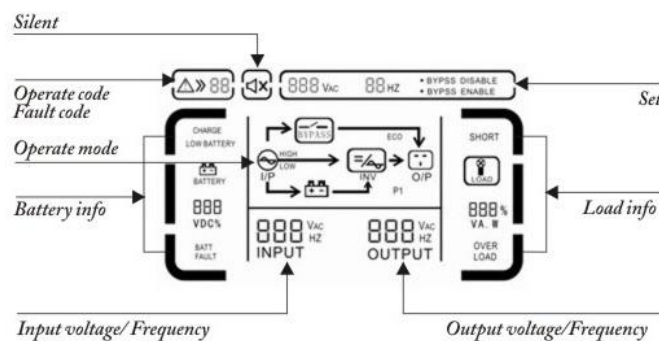 Silent
88
888 VAC 88 HZ
• BYPSS DISABLE
• BYPSS ENABLE
Operate code
Fault code
Set
CHARGE
LOW BATTERY
BYPASS
ECO
SHORT
Operate mode
HIGH
LOW
I/P
INV
O/P
BATTERY
LOAD
P1
Battery info
888
VDC%
888 %
VA.W
Load info
BATT
FAULT
888 VAC
HZ
INPUT
888 VAC
HZ
OUTPUT
OVER
LOAD
Input voltage/Frequency
Output voltage/Frequency